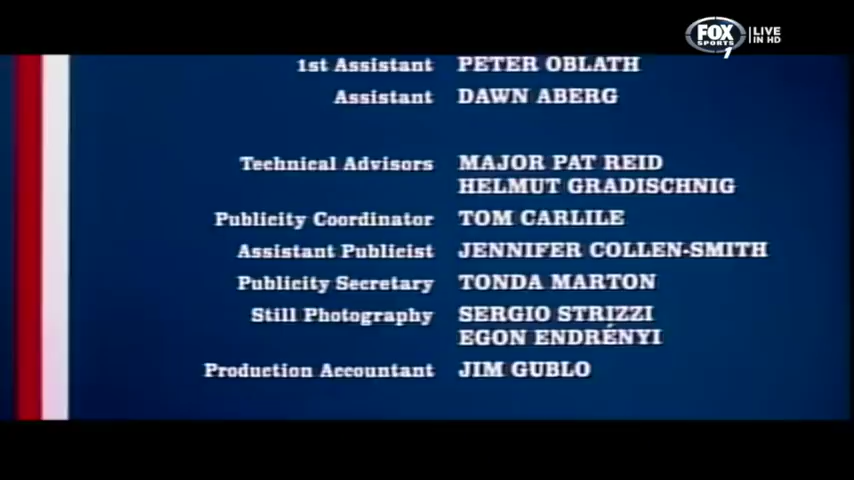 FOX
SPORTS
1
LIVE
IN HD
1st Assistant PETER OBLATH
Assistant DAWN ABERG
Technical Advisors MAJOR PAT REID
HELMUT GRADISCHNIG
Publicity Coordinator TOM CARLILE
Assistant Publicist JENNIFER COLLEN-SMITH
Publicity Secretary TONDA MARTON
Still Photography SERGIO STRIZZI
EGON ENDRÉNYI
Production Accountant JIM GUBLO